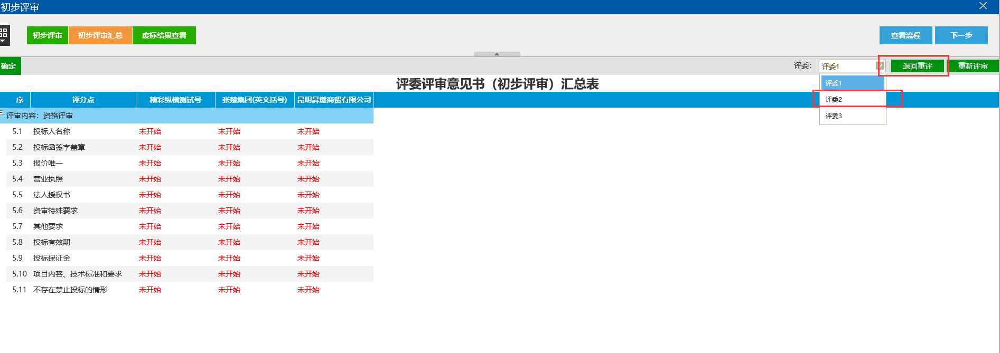 初步评审
初步评审 初步评审汇总 废标结果查看 查看流程 下一步
确定 评委： 评委1 退回重评 重新评审
评委1
评委2
评委3
评委评审意见书（初步评审）汇总表
序 评分点 精彩纵横测试号 张楚集团(英文括号) 昆明昇燃商贸有限公司
评审内容：资格评审
5.1 投标人名称 未开始 未开始 未开始
5.2 投标函签字盖章 未开始 未开始 未开始
5.3 报价唯一 未开始 未开始 未开始
5.4 营业执照 未开始 未开始 未开始
5.5 法人授权书 未开始 未开始 未开始
5.6 资审特殊要求 未开始 未开始 未开始
5.7 其他要求 未开始 未开始 未开始
5.8 投标有效期 未开始 未开始 未开始
5.9 投标保证金 未开始 未开始 未开始
5.10 项目内容、技术标准和要求 未开始 未开始 未开始
5.11 不存在禁止投标的情形 未开始 未开始 未开始